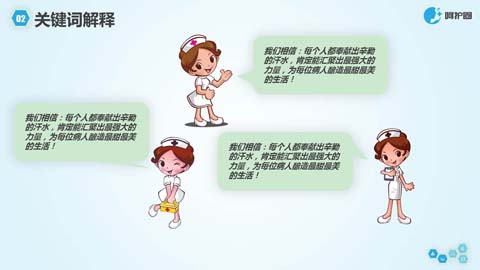 02 关键词解释
呵护圈
我们相信：每个人都奉献出辛勤
的汗水，肯定能汇聚出最强大的
力量，为每位病人酿造最甜最美
的生活！
我们相信：每个人都奉献出辛勤
的汗水，肯定能汇聚出最强大的
力量，为每位病人酿造最甜最美
的生活！
我们相信：每个人都奉献出辛勤
的汗水，肯定能汇聚出最强大的
力量，为每位病人酿造最甜最美
的生活！